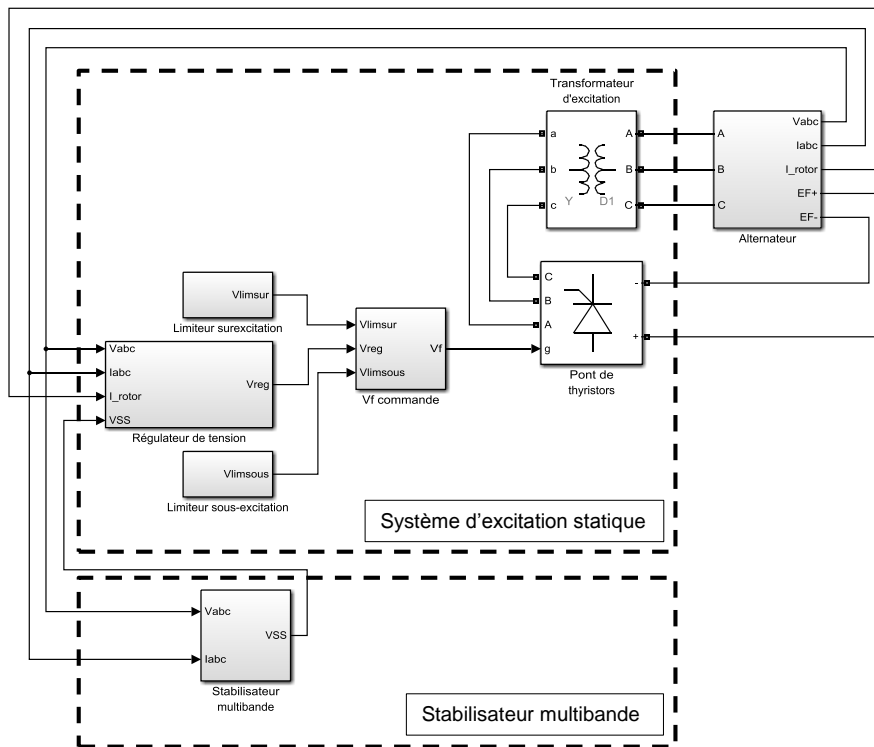 Transformateur
d'excitation
a
A
b
B
c
C
Y
D1
A
B
C
Vabc
Iabc
I_rotor
EF+
EF-
Alternateur
C
B
A
g
-
+
Pont de
thyristors
Vlimsur
Limiteur surexcitation
Vlimsur
Vreg
Vlimsous
Vf
Vf commande
Vabc
Iabc
I_rotor
VSS
Vreg
Régulateur de tension
Vlimsous
Limiteur sous-excitation
Système d'excitation statique
Vabc
Iabc
VSS
Stabilisateur
multibande
Stabilisateur multibande